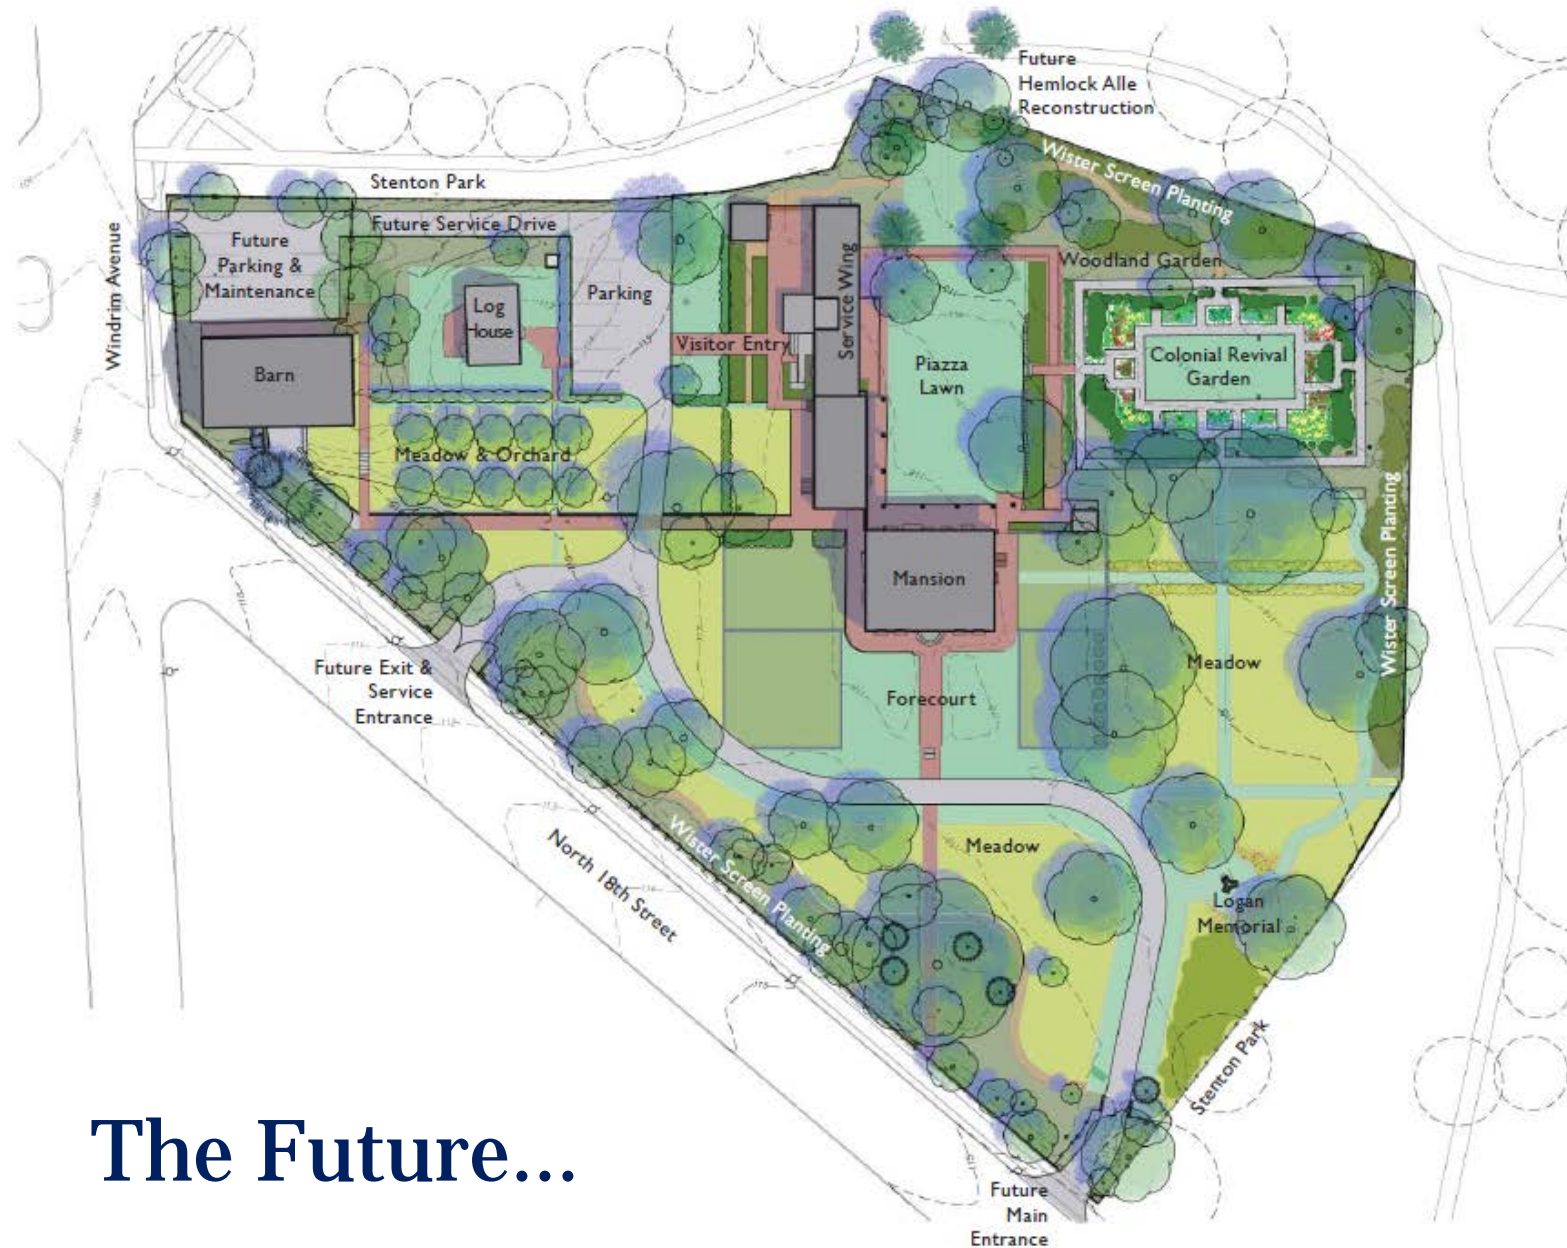 Future
Hemlock Alle
Reconstruction
Wister Screen Planting
Stenton Park
Future Service Drive
Windrim Avenue
Future
Parking &
Maintenance
Log
House
Parking
Service Wing
Woodland Garden
Visitor Entry
Barn
Piazza
Lawn
Colonial Revival
Garden
Meadow & Orchard
Wister Screen Planting
Mansion
Future Exit &
Service
Entrance
Forecourt
Meadow
Meadow
Wister Screen Planting
North 18th Street
Logan
Memorial
Stenton Park
The Future...
Future
Main
Entrance